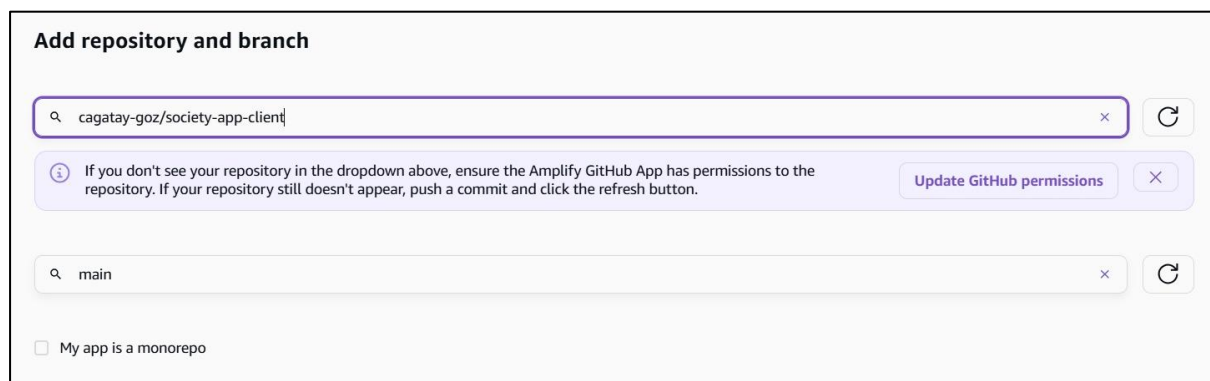 Add repository and branch
cagatay-goz/society-app-client
If you don't see your repository in the dropdown above, ensure the Amplify GitHub App has permissions to the
repository. If your repository still doesn't appear, push a commit and click the refresh button.
Update GitHub permissions
main
My app is a monorepo